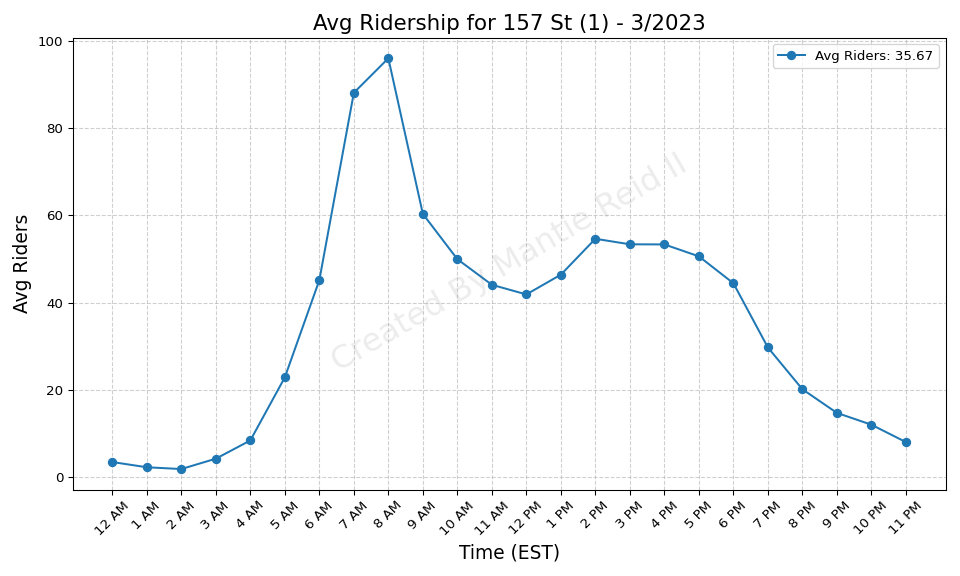 Avg Ridership for 157 St (1) - 3/2023
Avg Riders: 35.67
100
80
60
40
20
0
Avg Riders
Created By Mantie Reid II
12 AM
1 AM
2 AM
3 AM
4 AM
5 AM
6 AM
7 AM
8 AM
9 AM
10 AM
11 AM
12 PM
1 PM
2 PM
3 PM
4 PM
5 PM
6 PM
7 PM
8 PM
9 PM
10 PM
11 PM
Time (EST)